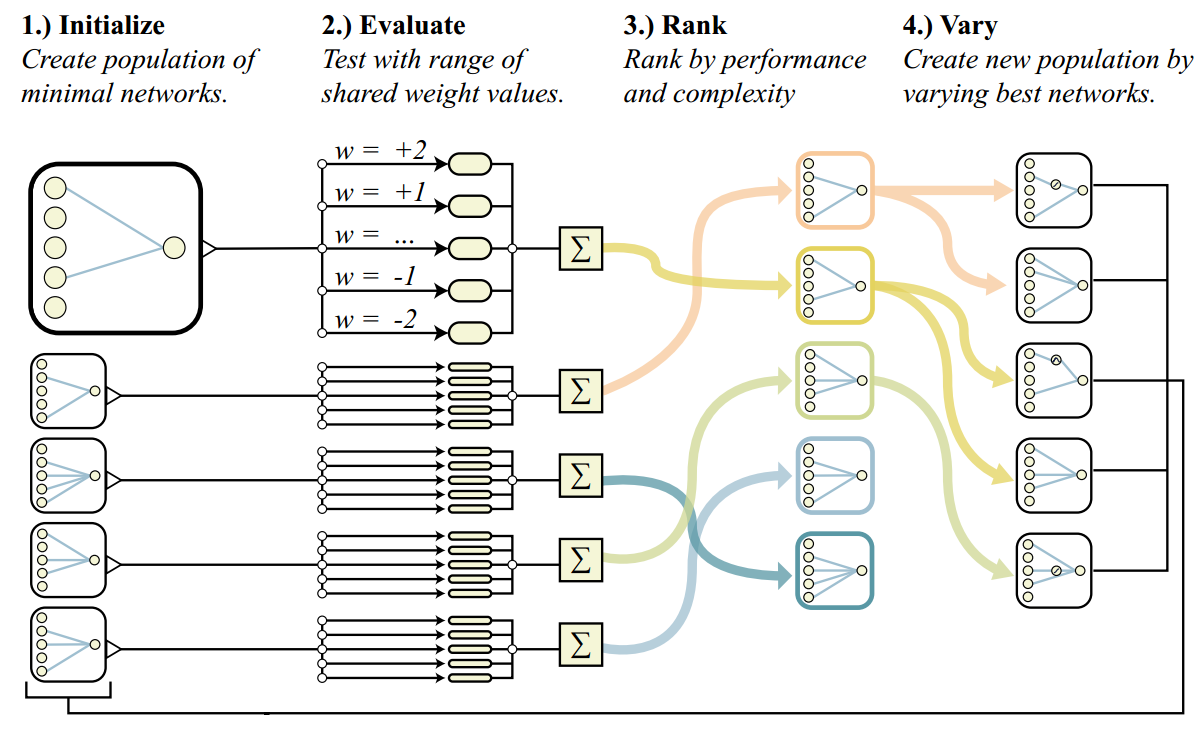 1.) Initialize
Create population of
minimal networks.
2.) Evaluate
Test with range of
shared weight values.
3.) Rank
Rank by performance
and complexity
4.) Vary
Create new population by
varying best networks.
w = +2
w = +1
w = ...
w = -1
w = -2
Σ
Σ
Σ
Σ
Σ